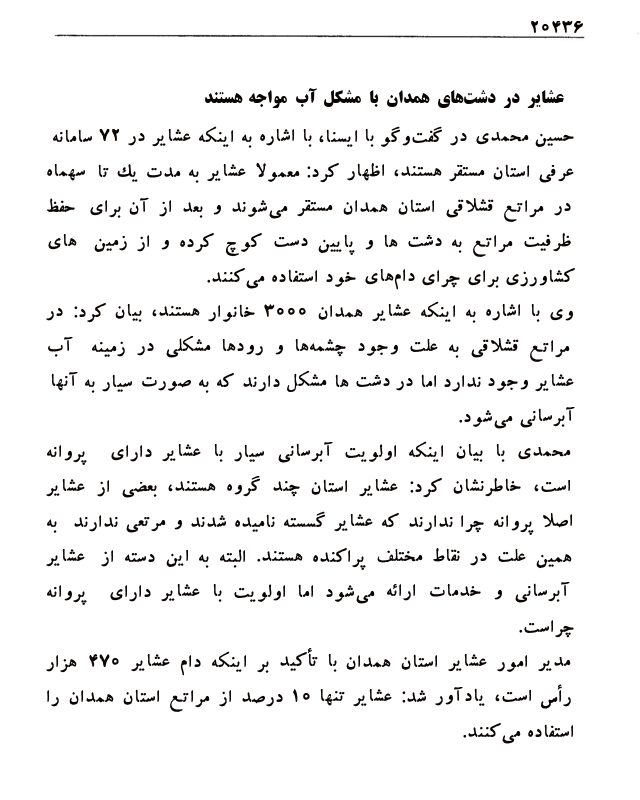 ۲۰۴۳۶
عشایر در دشت‌های همدان با مشکل آب مواجه هستند
حسین محمدی در گفت‌وگو با ایسنا، با اشاره به اینکه عشایر در ۷۲ سامانه
عرفی استان مستقر هستند، اظهار کرد: معمولا عشایر به مدت یك تا سهماه
در مراتع قشلاقی استان همدان مستقر می‌شوند و بعد از آن برای حفظ
ظرفیت مراتع به دشت ها و پایین دست کوچ کرده و از زمین های
کشاورزی برای چرای دام‌های خود استفاده می‌کنند.
وی با اشاره به اینکه عشایر همدان ۳۰۰۰ خانوار هستند، بیان کرد: در
مراتع قشلاقی به علت وجود چشمه‌ها و رودها مشکلی در زمینه آب
عشایر وجود ندارد اما در دشت ها مشکل دارند که به صورت سیار به آنها
آبرسانی می‌شود.
محمدی با بیان اینکه اولویت آبرسانی سیار با عشایر دارای پروانه
است، خاطرنشان کرد: عشایر استان چند گروه هستند، بعضی از عشایر
اصلا پروانه چرا ندارند که عشایر گسسته نامیده شدند و مرتعی ندارند به
همین علت در نقاط مختلف پراکنده هستند. البته به این دسته از عشایر
آبرسانی و خدمات ارائه می‌شود اما اولویت با عشایر دارای پروانه
چراست.
مدیر امور عشایر استان همدان با تأکید بر اینکه دام عشایر ۴۷۰ هزار
رأس است، یادآور شد: عشایر تنها ۱۰ درصد از مراتع استان همدان را
استفاده می‌کنند.